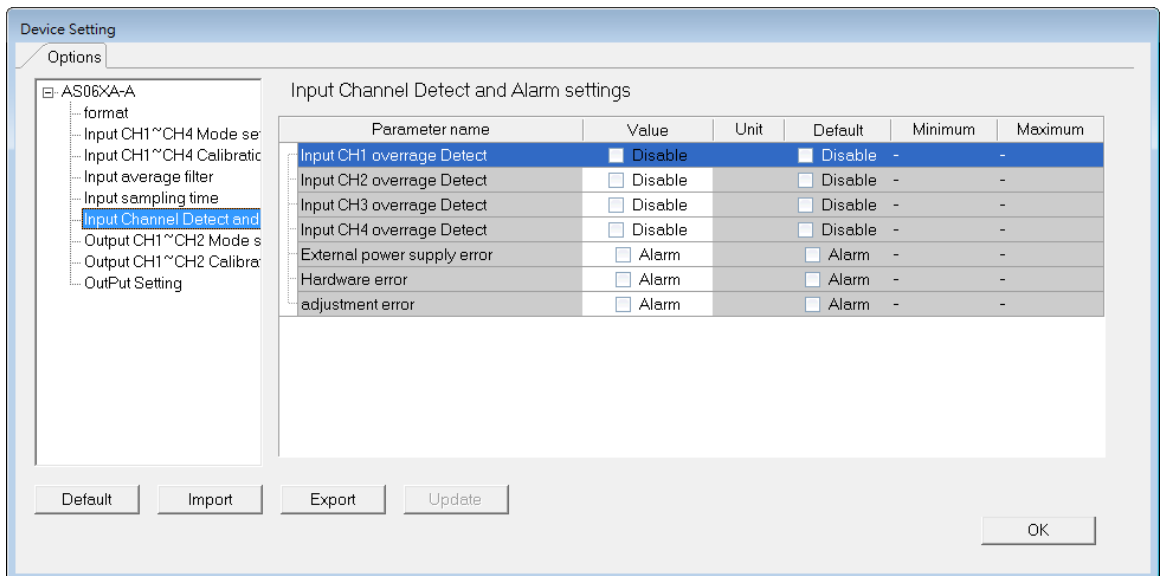 Device Setting
Options
AS06XA-A
format
Input CH1~CH4 Mode se
Input CH1~CH4 Calibratic
Input average filter
Input sampling time
Input Channel Detect and
Output CH1~CH2 Mode s
Output CH1~CH2 Calibra
OutPut Setting
Input Channel Detect and Alarm settings
Parameter name Value Unit Default Minimum Maximum
Input CH1 overrage Detect Disable Disable - -
Input CH2 overrage Detect Disable Disable - -
Input CH3 overrage Detect Disable Disable - -
Input CH4 overrage Detect Disable Disable - -
External power supply error Alarm Alarm - -
Hardware error Alarm Alarm - -
adjustment error Alarm Alarm - -
Default Import Export Update
OK